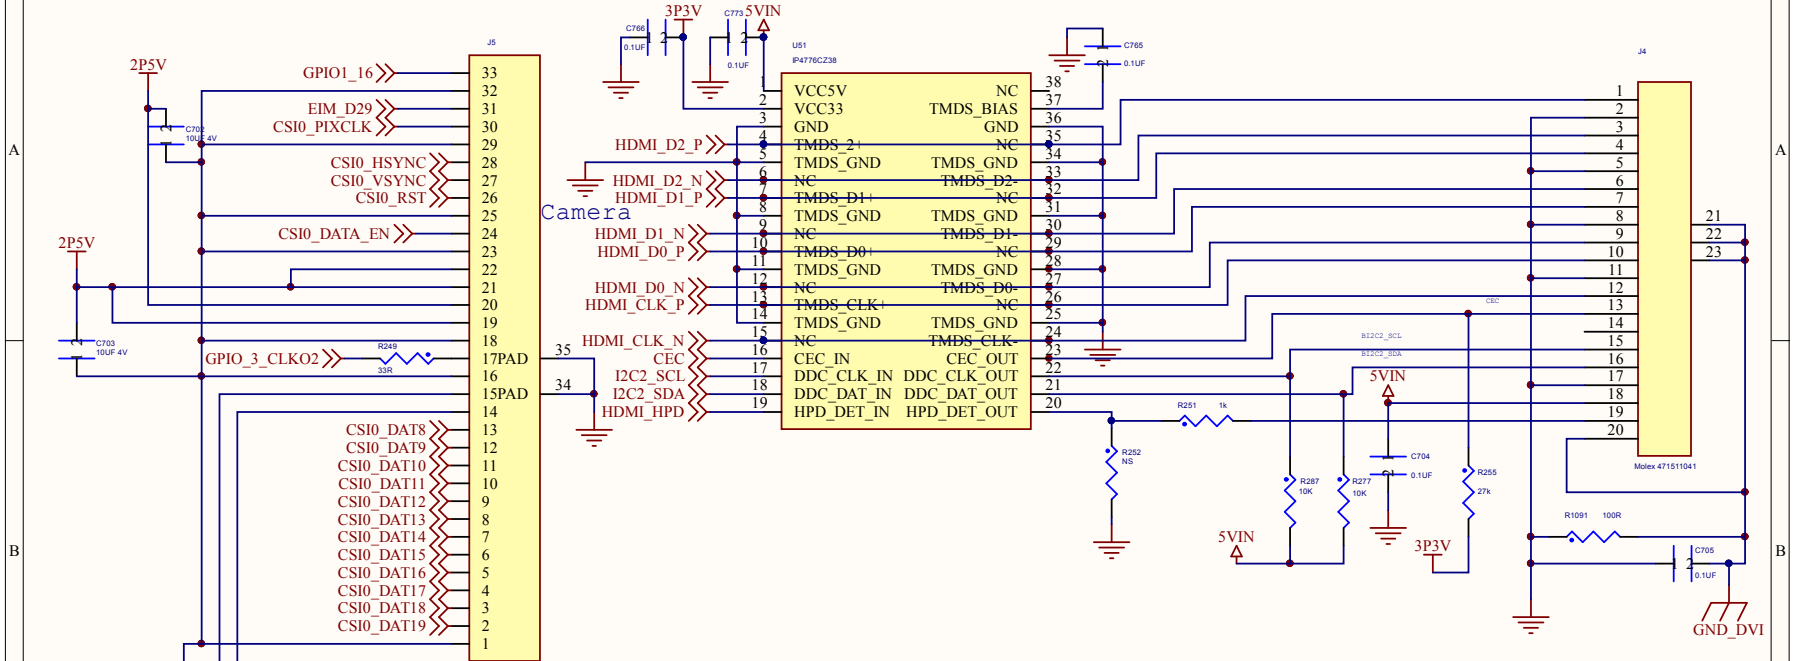 3P3V
5VIN
C766
0.1UF
1 2
C773
0.1UF
1 2
C765
0.1UF
1
J5
U51
IP4776CZ38
J4
2P5V
C702
10UF 4V
1 2
A
A
GPIO1_16
EIM_D29
CSI0_PIXCLK
CSI0_HSYNC
CSI0_VSYNC
CSI0_RST
CSI0_DATA_EN
2P5V
C703
10UF 4V
GPIO_3_CLKO2
R249
33R
CSI0_DAT8
CSI0_DAT9
CSI0_DAT10
CSI0_DAT11
CSI0_DAT12
CSI0_DAT13
CSI0_DAT14
CSI0_DAT15
CSI0_DAT16
CSI0_DAT17
CSI0_DAT18
CSI0_DAT19
33
32
31
30
29
28
27
26
25
24
23
22
21
20
19
18
17PAD
16
15PAD
14
13
12
11
10
9
8
7
6
5
4
3
2
1
35
34
Camera
HDMI_D2_P
HDMI_D2_N
HDMI_D1_P
HDMI_D1_N
HDMI_D0_P
HDMI_D0_N
HDMI_CLK_P
HDMI_CLK_N
CEC
I2C2_SCL
I2C2_SDA
HDMI_HPD
1 VCC5V NC 38
2 VCC33 TMDS_BIAS 37
3 GND GND 36
4 TMDS_2+ NC 35
5 TMDS_GND TMDS_GND 34
6 NC TMDS_D2- 33
7 TMDS_D1+ NC 32
8 TMDS_GND TMDS_GND 31
9 NC TMDS_D1- 30
10 TMDS_D0+ NC 29
11 TMDS_GND TMDS_GND 28
12 NC TMDS_D0- 27
13 TMDS_CLK+ NC 26
14 TMDS_GND TMDS_GND 25
15 NC TMDS_CLK- 24
16 CEC_IN CEC_OUT 23
17 DDC_CLK_IN DDC_CLK_OUT 22
18 DDC_DAT_IN DDC_DAT_OUT 21
19 HPD_DET_IN HPD_DET_OUT 20
1
2
3
4
5
6
7
8
9
10
11
12
13
14
15
16
17
18
19
20
21
22
23
Molex 471511041
CEC
BI2C2_SCL
BI2C2_SDA
5VIN
R251 1k
R252
NS
R287
10K
R277
10K
C704
0.1UF
R255
27k
5VIN
3P3V
R1091 100R
C705
0.1UF
1 2
GND_DVI
B
B